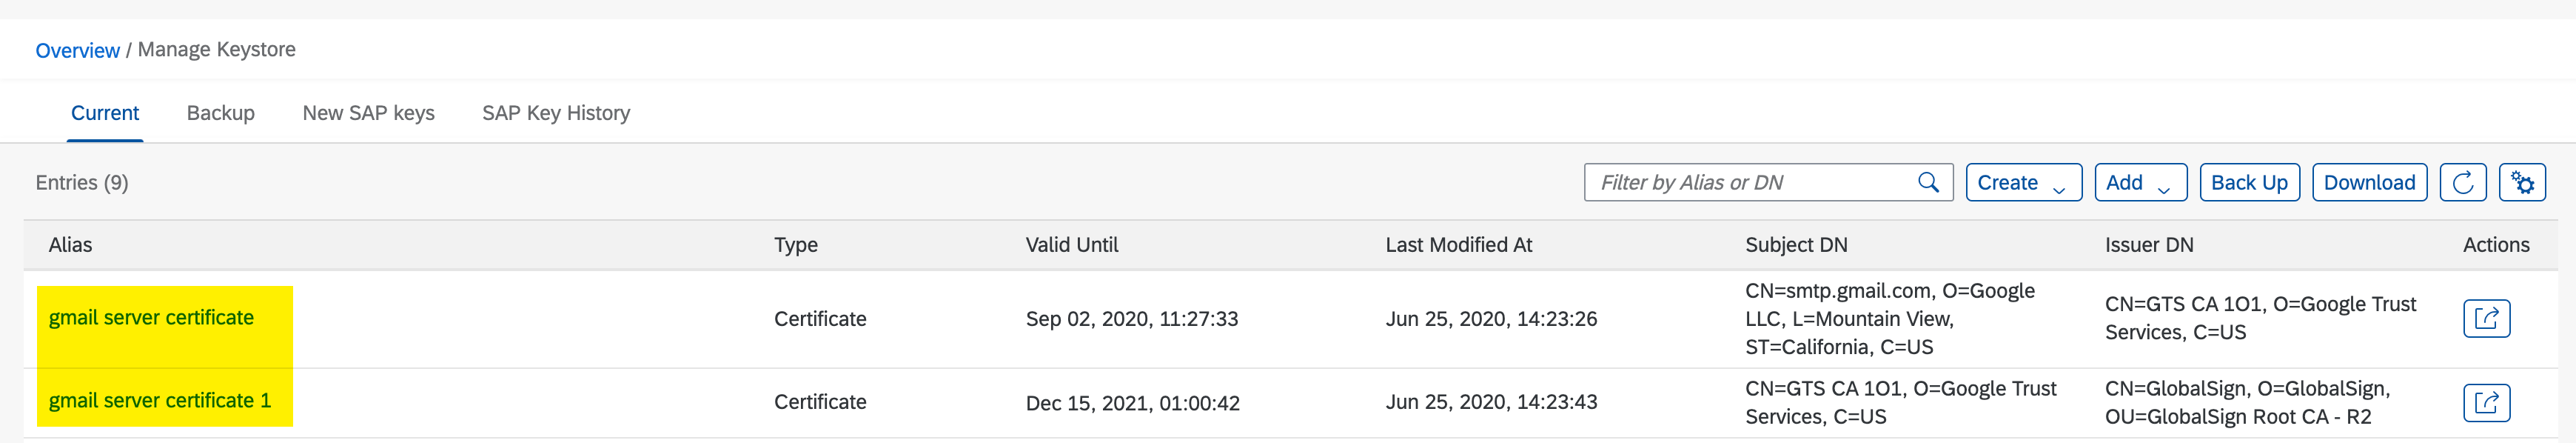 Overview / Manage Keystore
Current Backup New SAP keys SAP Key History
Entries (9) Filter by Alias or DN Create Add Back Up Download
Alias Type Valid Until Last Modified At Subject DN Issuer DN Actions
gmail server certificate Certificate Sep 02, 2020, 11:27:33 Jun 25, 2020, 14:23:26
CN=smtp.gmail.com, O=Google
LLC, L=Mountain View,
ST=California, C=US
CN=GTS CA 1O1, O=Google Trust
Services, C=US
gmail server certificate 1 Certificate Dec 15, 2021, 01:00:42 Jun 25, 2020, 14:23:43
CN=GTS CA 1O1, O=Google Trust
Services, C=US
CN=GlobalSign, O=GlobalSign,
OU=GlobalSign Root CA - R2